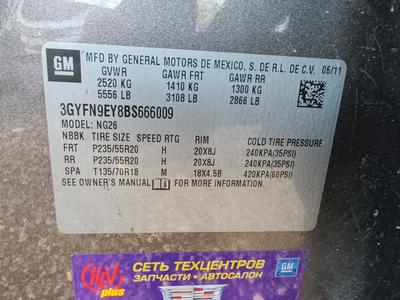 GM
MFD BY GENERAL MOTORS DE MEXICO, S. DE R.L. DE C.V. 06/11
GVWR GAWR FRT GAWR RR
2520 KG 1410 KG 1300 KG
5556 LB 3108 LB 2866 LB
3GYFN9EY8BS666009
MODEL: NG26
NBBK TIRE SIZE SPEED RTG RIM COLD TIRE PRESSURE
FRT P235/55R20 H 20X8J 240KPA(35PSI)
RR P235/55R20 H 20X8J 240KPA(35PSI)
SPA T135/70R18 M 18X4.5B 420KPA(60PSI)
SEE OWNER'S MANUAL FOR MORE INFORMATION
plus
СЕТЬ ТЕХЦЕНТРОВ
ЗАПЧАСТИ • АВТОСАЛОН
GM